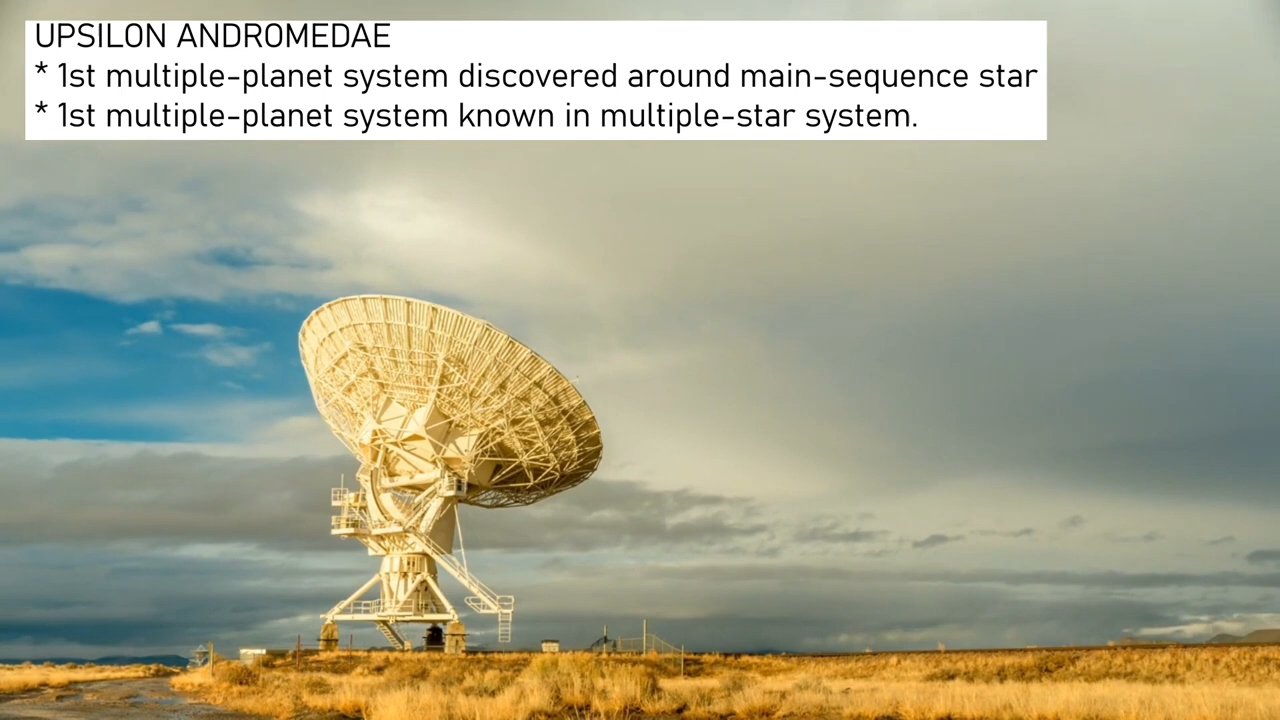 UPSILON ANDROMEDAE
* 1st multiple-planet system discovered around main-sequence star
* 1st multiple-planet system known in multiple-star system.